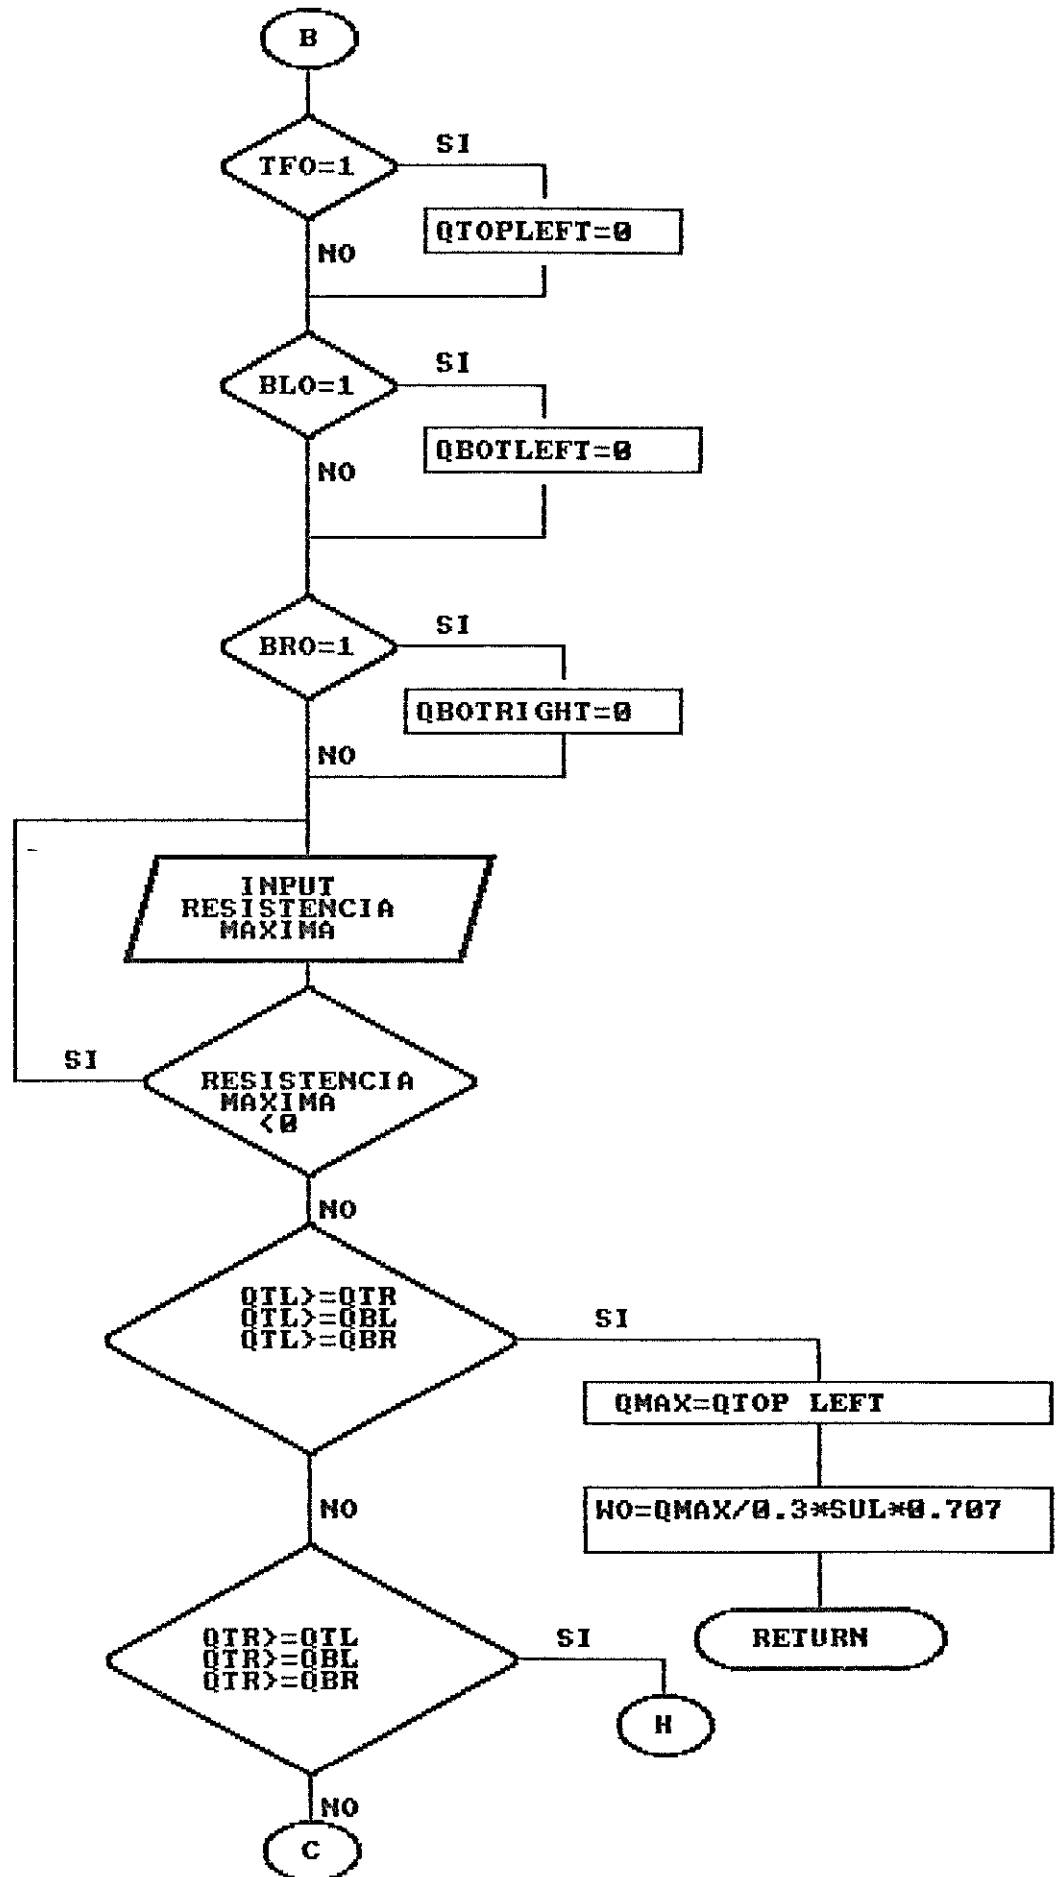 B
TFO=1
SI
QTOPLEFT=0
NO
BLO=1
SI
QBOTLEFT=0
NO
BRO=1
SI
QBOTRIGHT=0
NO
INPUT
RESISTENCIA
MAXIMA
SI
RESISTENCIA
MAXIMA
<0
NO
QTL>=QTR
QTL>=QBL
QTL>=QBR
SI
QMAX=QTOP LEFT
WO=QMAX/0.3*SUL*0.707
RETURN
NO
QTR>=QTL
QTR>=QBL
QTR>=QBR
SI
H
NO
C